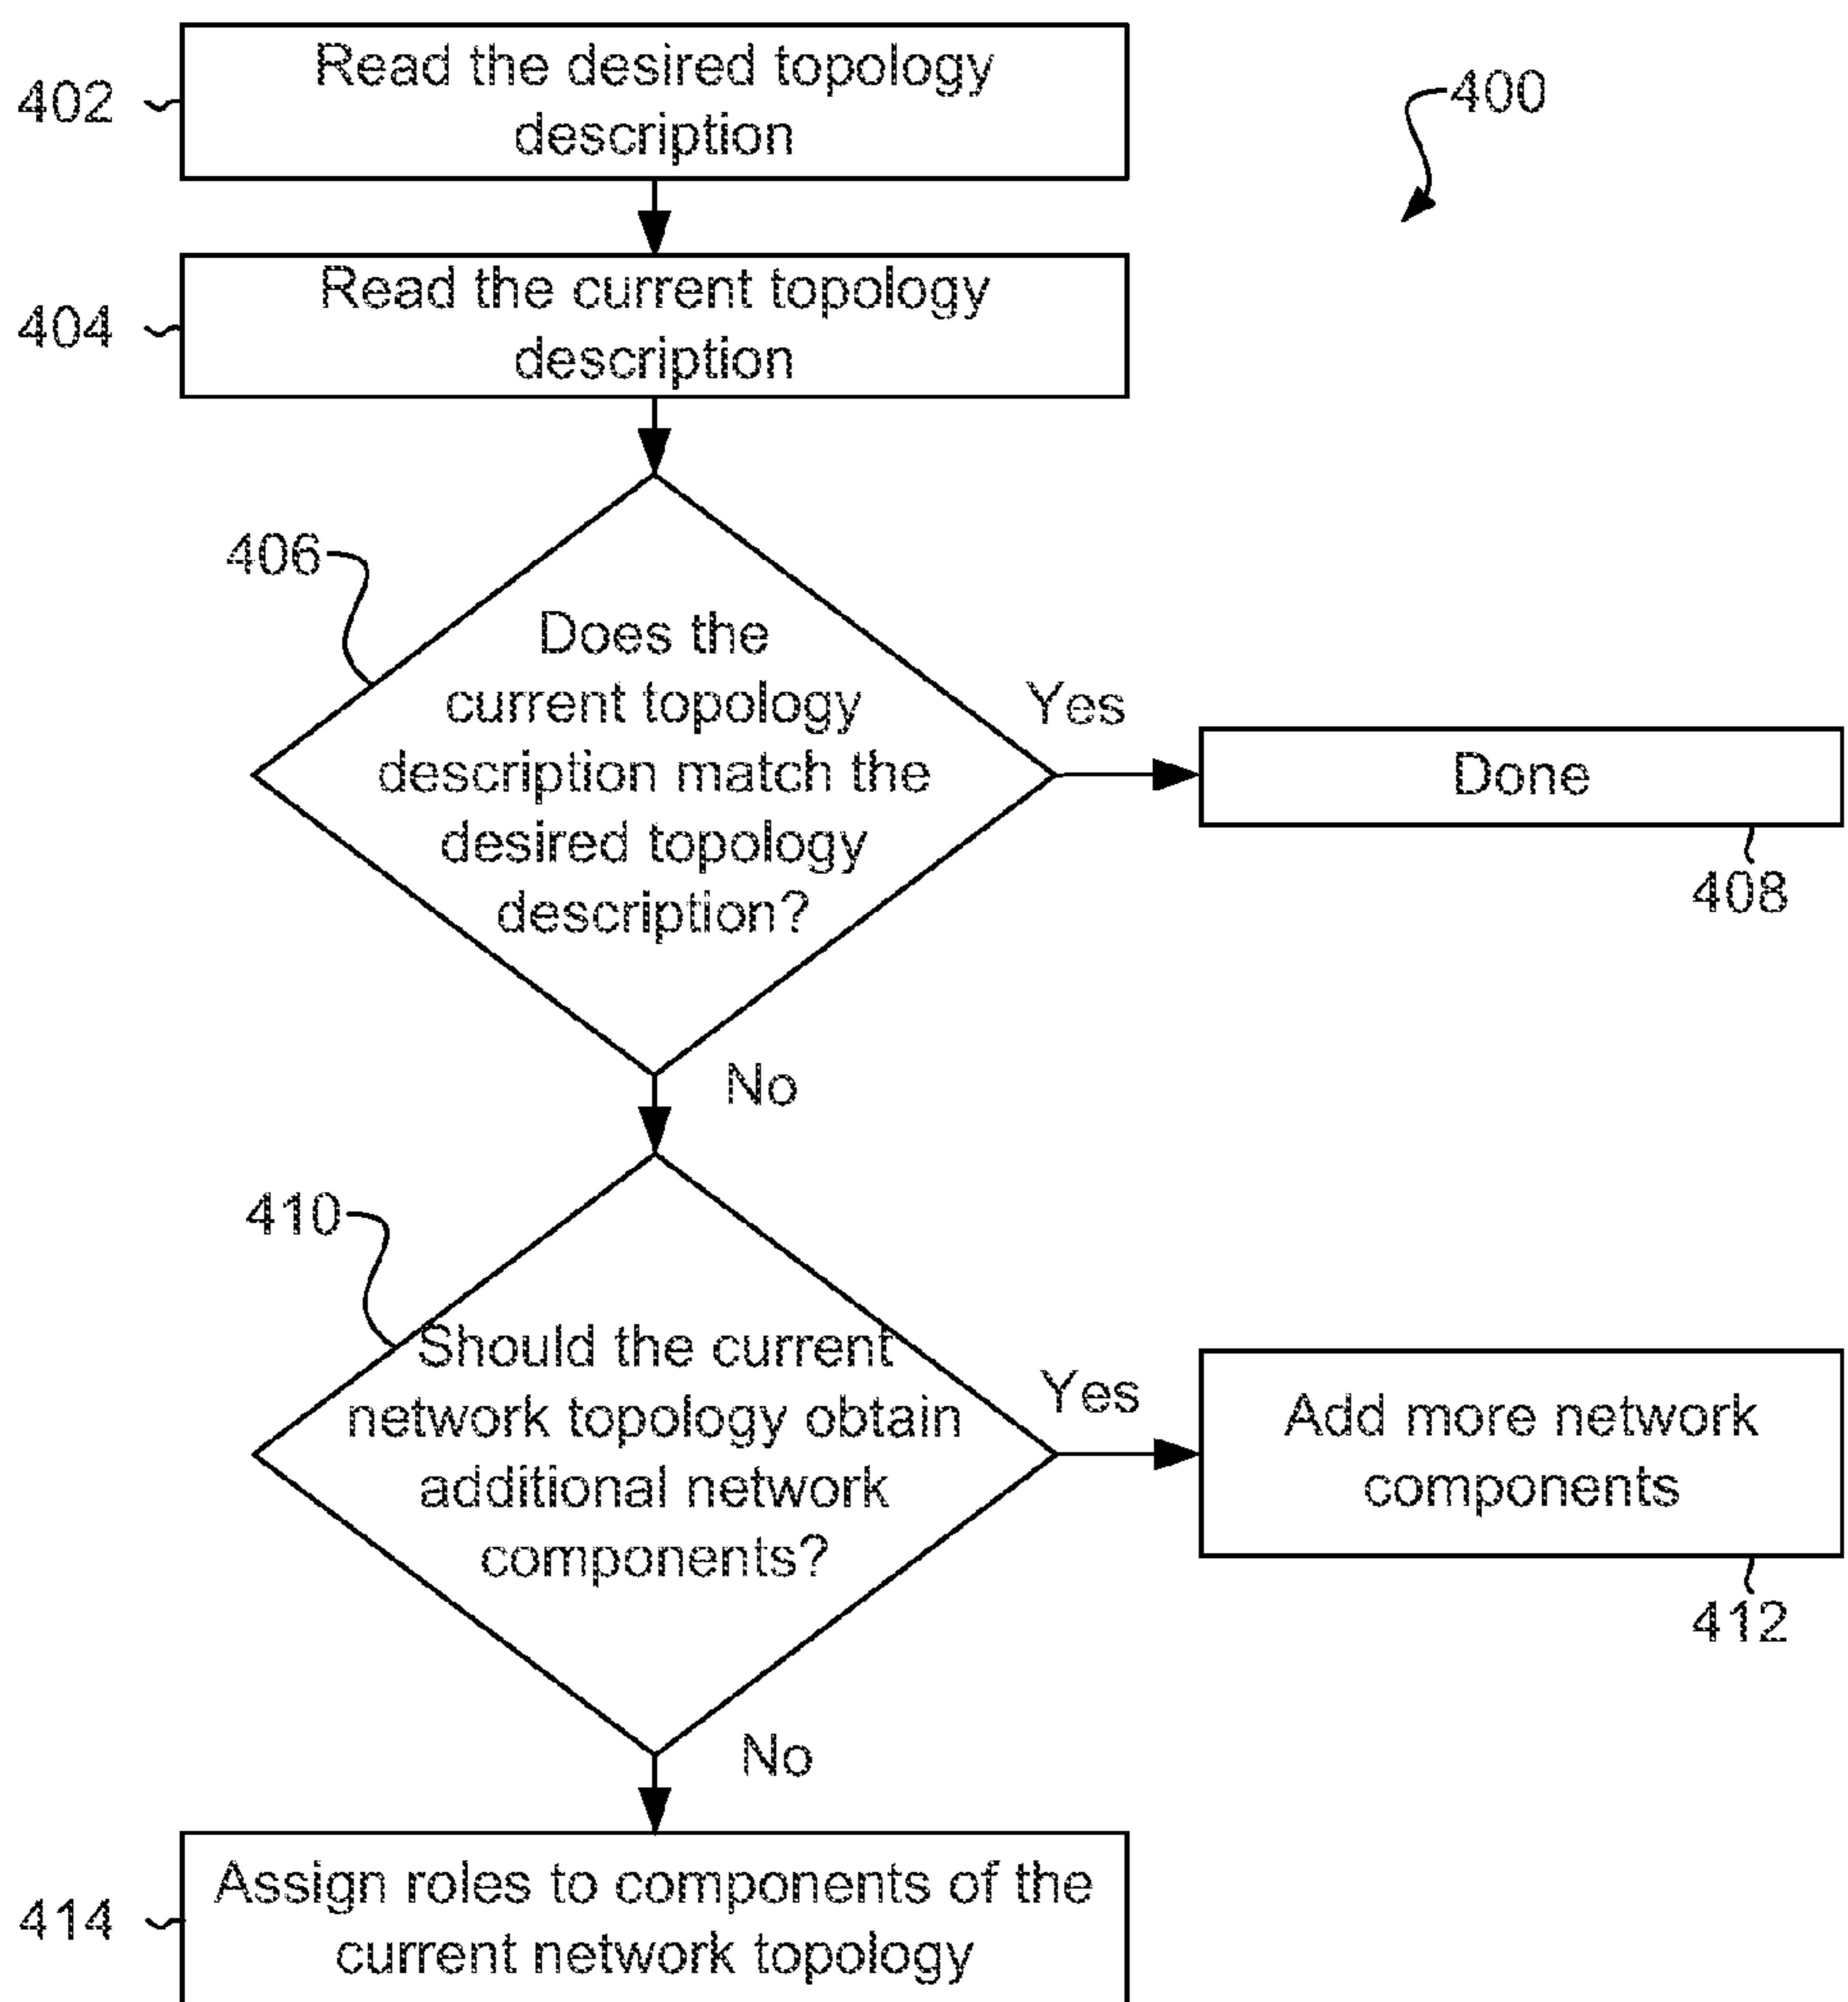 Read the desired topology
description
402
400
Read the current topology
description
404
406
Does the
current topology
description match the
desired topology
description?
Yes
Done
408
No
410
Should the current
network topology obtain
additional network
components?
Yes
Add more network
components
412
No
Assign roles to components of the
current network topology
414